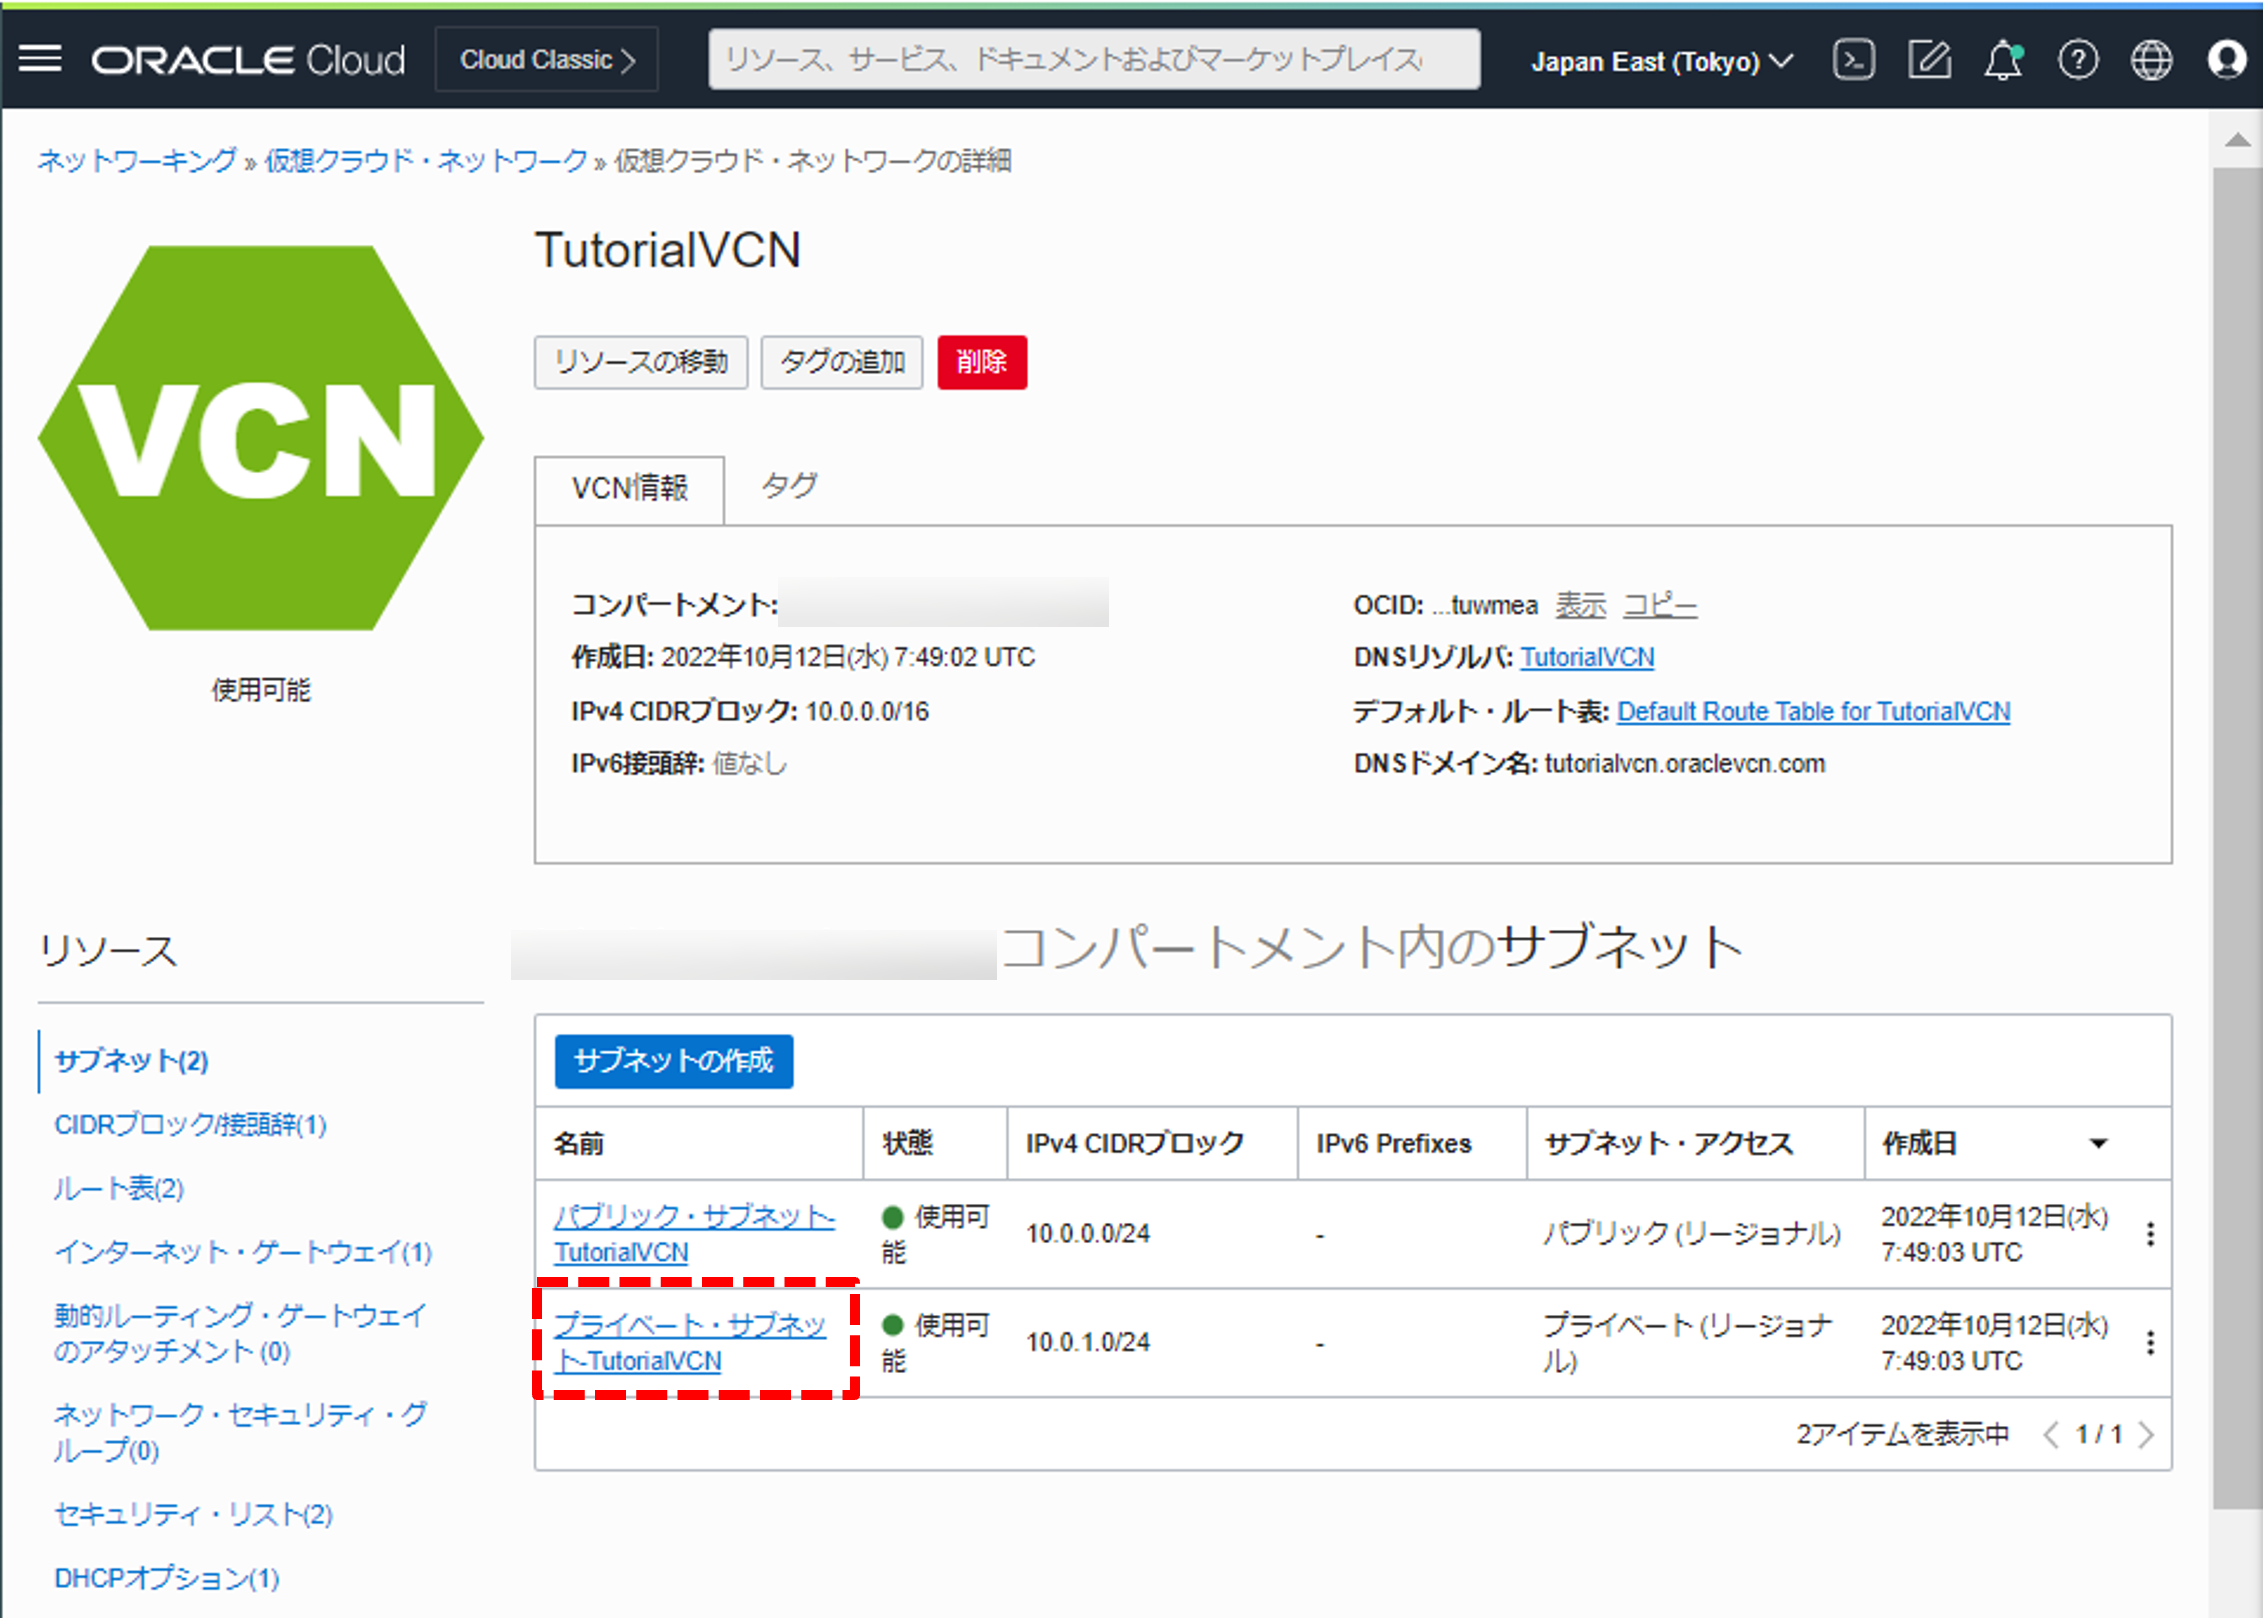 ORACLE Cloud
Cloud Classic >
リソース、サービス、ドキュメントおよびマーケットプレイス
Japan East (Tokyo)
ネットワーキング » 仮想クラウド・ネットワーク » 仮想クラウド・ネットワークの詳細
VCN
使用可能
TutorialVCN
リソースの移動
タグの追加
削除
VCN情報
タグ
コンパートメント:
作成日: 2022年10月12日(水) 7:49:02 UTC
IPv4 CIDRブロック: 10.0.0.0/16
IPv6接頭辞: 値なし
OCID: ...tuwmea 表示 コピー
DNSリゾルバ: TutorialVCN
デフォルト・ルート表: Default Route Table for TutorialVCN
DNSドメイン名: tutorialvcn.oraclevcn.com
リソース
サブネット(2)
CIDRブロック/接頭辞(1)
ルート表(2)
インターネット・ゲートウェイ(1)
動的ルーティング・ゲートウェイ
のアタッチメント (0)
ネットワーク・セキュリティ・グ
ループ(0)
セキュリティ・リスト(2)
DHCPオプション(1)
コンパートメント内のサブネット
サブネットの作成
名前
状態
IPv4 CIDRブロック
IPv6 Prefixes
サブネット・アクセス
作成日
パブリック・サブネット-
TutorialVCN
使用可
能
10.0.0.0/24
-
パブリック (リージョナル)
2022年10月12日(水)
7:49:03 UTC
プライベート・サブネッ
ト-TutorialVCN
使用可
能
10.0.1.0/24
-
プライベート (リージョナ
ル)
2022年10月12日(水)
7:49:03 UTC
2アイテムを表示中 < 1 / 1 >